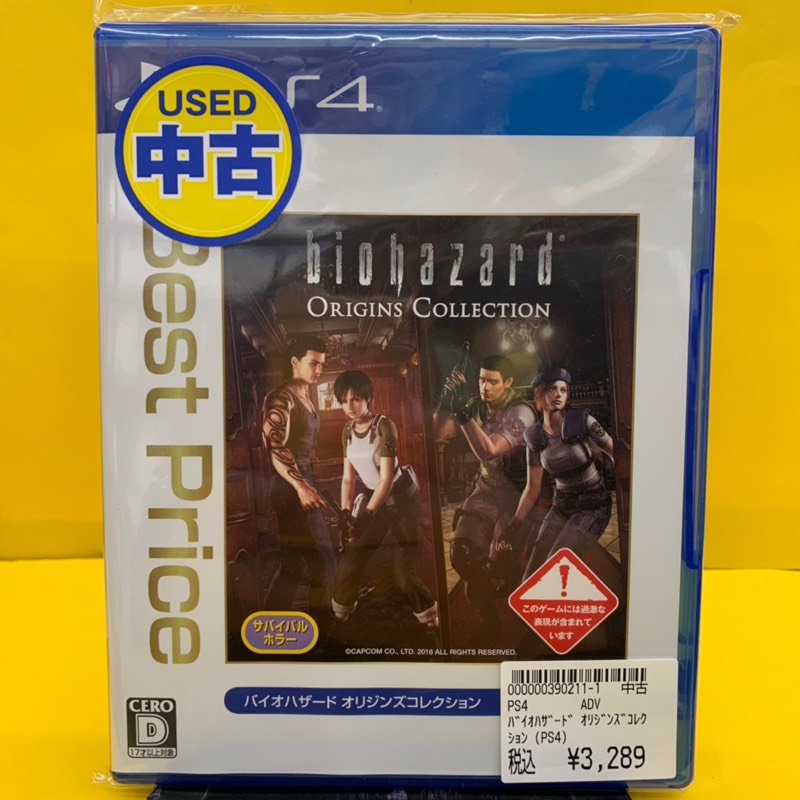 PS4
USED
中古
Best Price
biohazard®
ORIGINS COLLECTION
このゲームには過激な
表現が含まれて
います
サバイバル
ホラー
©CAPCOM CO., LTD. 2016 ALL RIGHTS RESERVED.
バイオハザード オリジンズコレクション
CERO
D
17才以上対象
000000390211-1 中古
PS4 ADV
ﾊﾞｲｵﾊｻﾞｰﾄﾞ ｵﾘｼﾞﾝｽﾞｺﾚｸ
ｼｮﾝ (PS4)
税込 ¥3,289